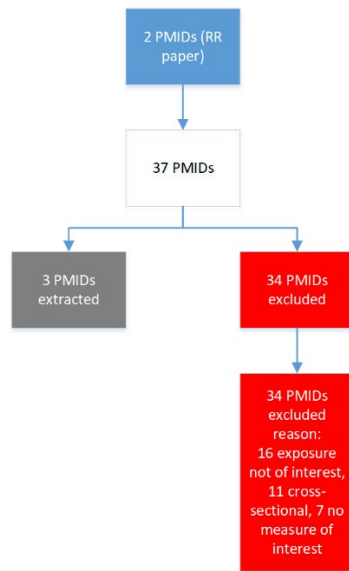 2 PMIDs (RR
paper)
37 PMIDs
3 PMIDs
extracted
34 PMIDs
excluded
34 PMIDs
excluded
reason:
16 exposure
not of interest,
11 cross-
sectional, 7 no
measure of
interest